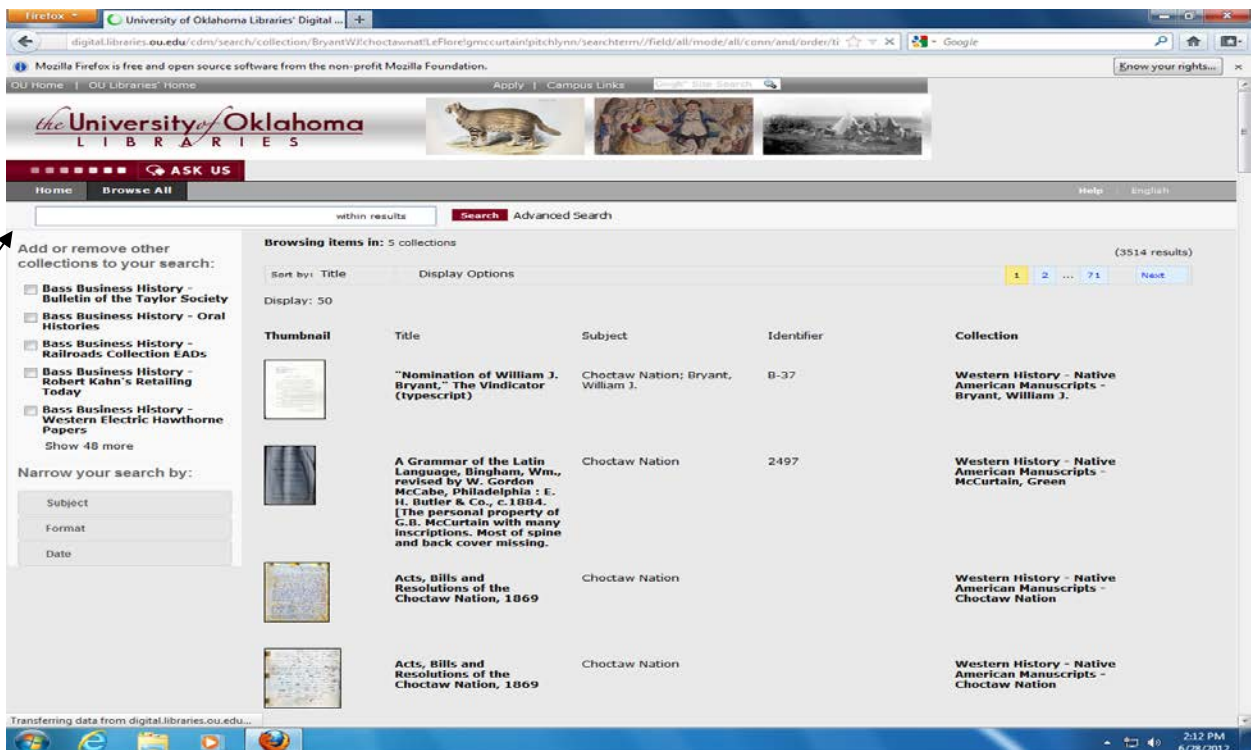 Firefox
University of Oklahoma Libraries' Digital ... +
digital.libraries.ou.edu/cdm/search/collection/BryantWJ!choctawnat!LeFlore!gmccurtain!pitchlynn/searchterm//field/all/mode/all/conn/and/order/ti
Google
Mozilla Firefox is free and open source software from the non-profit Mozilla Foundation.
Know your rights...
OU Home | OU Libraries' Home
Apply | Campus Links
Site Search
the University of Oklahoma
LIBRARIES
ASK US
Home
Browse All
Help
English
within results
Search
Advanced Search
Add or remove other
collections to your search:
Bass Business History -
Bulletin of the Taylor Society
Bass Business History - Oral
Histories
Bass Business History -
Railroads Collection EADs
Bass Business History -
Robert Kahn's Retailing
Today
Bass Business History -
Western Electric Hawthorne
Papers
Show 48 more
Narrow your search by:
Subject
Format
Date
Browsing items in: 5 collections
(3514 results)
Sort by: Title
Display Options
1 2 ... 71 Next
Display: 50
Thumbnail Title Subject Identifier Collection
"Nomination of William J.
Bryant," The Vindicator
(typescript)
Choctaw Nation; Bryant,
William J.
B-37
Western History - Native
American Manuscripts -
Bryant, William J.
A Grammar of the Latin
Language, Bingham, Wm.,
revised by W. Gordon
McCabe, Philadelphia : E.
H. Butler & Co., c.1884.
[The personal property of
G.B. McCurtain with many
inscriptions. Most of spine
and back cover missing.
Choctaw Nation
2497
Western History - Native
American Manuscripts -
McCurtain, Green
Acts, Bills and
Resolutions of the
Choctaw Nation, 1869
Choctaw Nation
Western History - Native
American Manuscripts -
Choctaw Nation
Acts, Bills and
Resolutions of the
Choctaw Nation, 1869
Choctaw Nation
Western History - Native
American Manuscripts -
Choctaw Nation
Transferring data from digital.libraries.ou.edu...
2:12 PM
6/28/2012